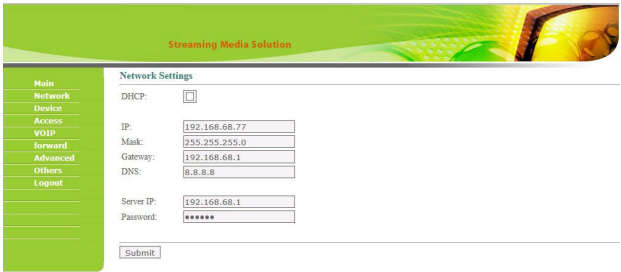 Streaming Media Solution
Main
Network
Device
Access
VOIP
forward
Advanced
Others
Logout
Network Settings
DHCP:
IP: 192.168.68.77
Mask: 255.255.255.0
Gateway: 192.168.68.1
DNS: 8.8.8.8
Server IP: 192.168.68.1
Password: ●●●●●●
Submit